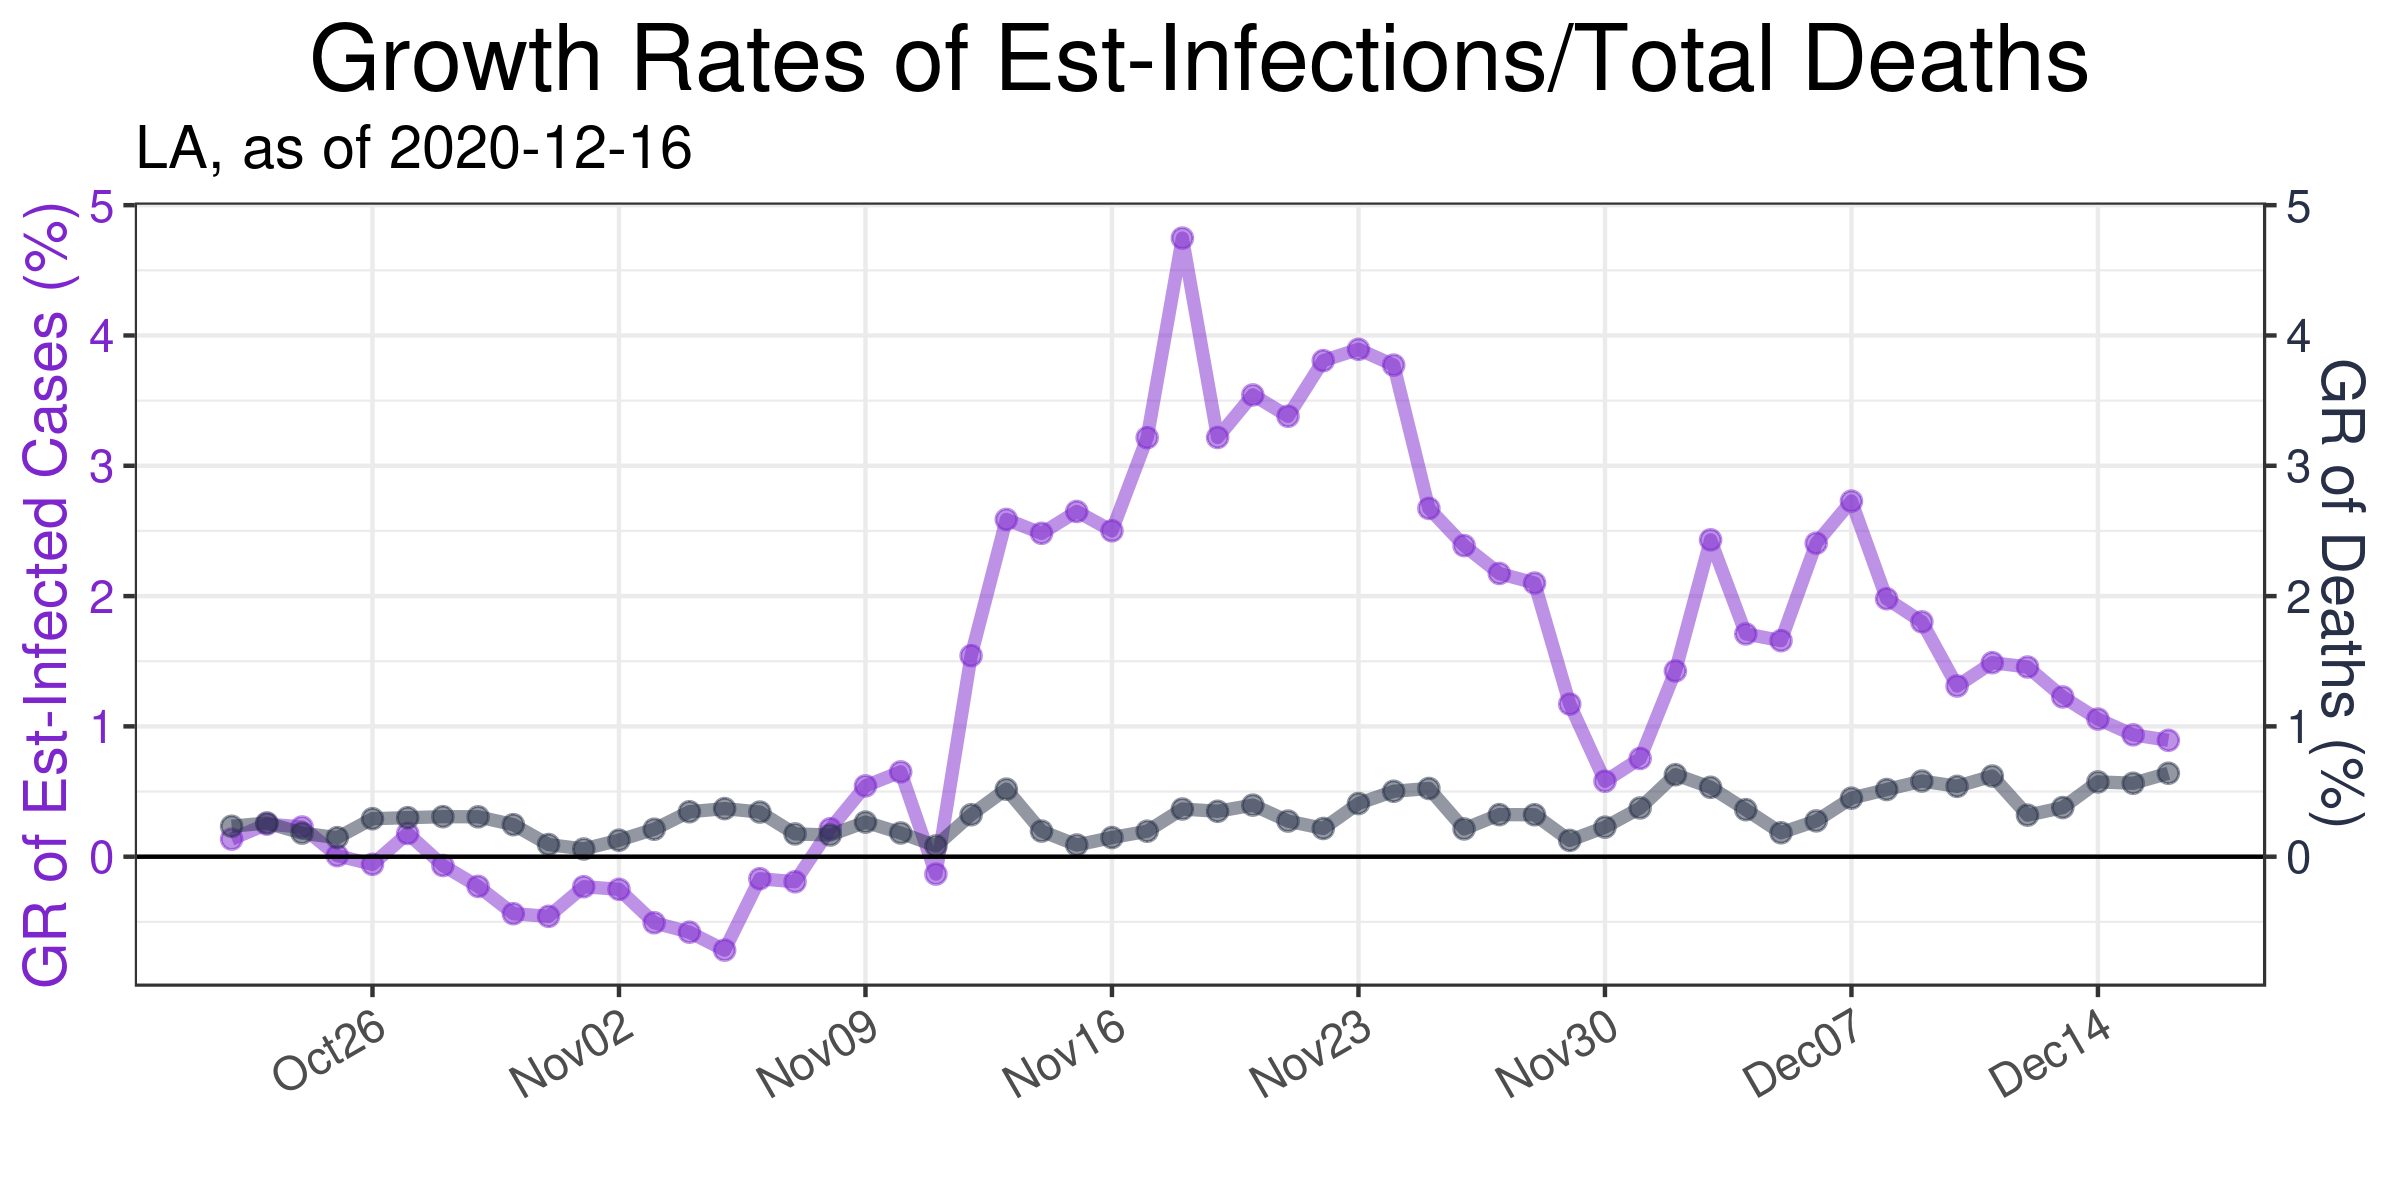 Growth Rates of Est-Infections/Total Deaths
LA, as of 2020-12-16
GR of Est-Infected Cases (%)
5
4
3
2
1
0
5
4
3
2
1
0
GR of Deaths (%)
Oct26
Nov02
Nov09
Nov16
Nov23
Nov30
Dec07
Dec14